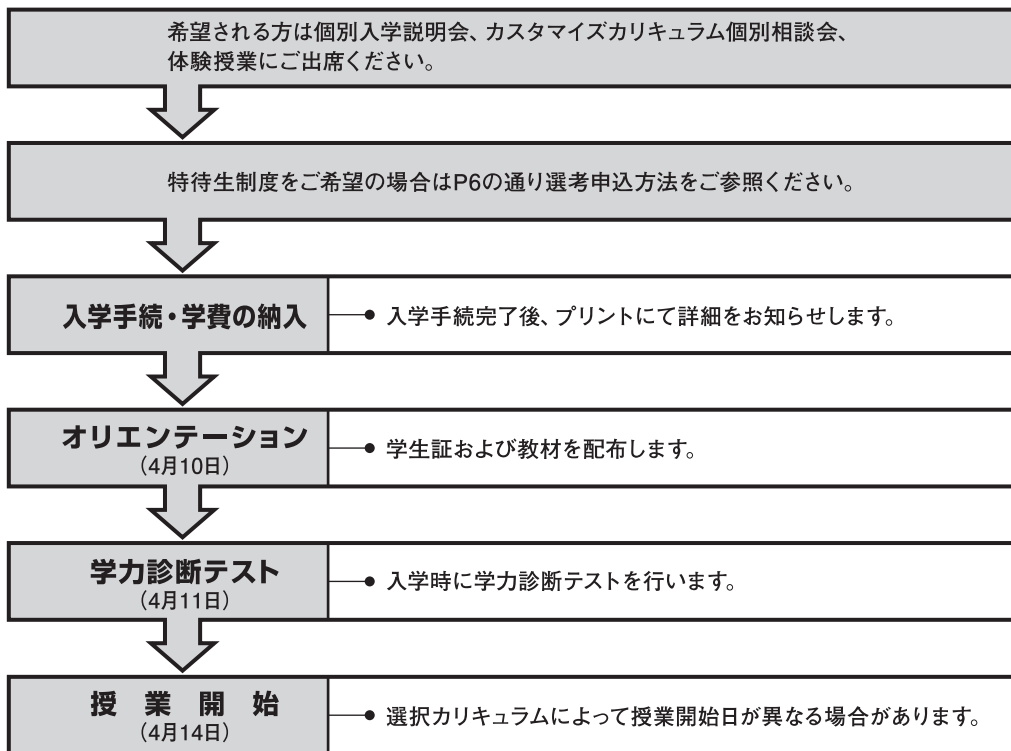 希望される方は個別入学説明会、カスタマイズカリキュラム個別相談会、
体験授業にご出席ください。
特待生制度をご希望の場合はP6の通り選考申込方法をご参照ください。
入学手続・学費の納入
入学手続完了後、プリントにて詳細をお知らせします。
オリエンテーション
（4月10日）
学生証および教材を配布します。
学力診断テスト
（4月11日）
入学時に学力診断テストを行います。
授業開始
（4月14日）
選択カリキュラムによって授業開始日が異なる場合があります。